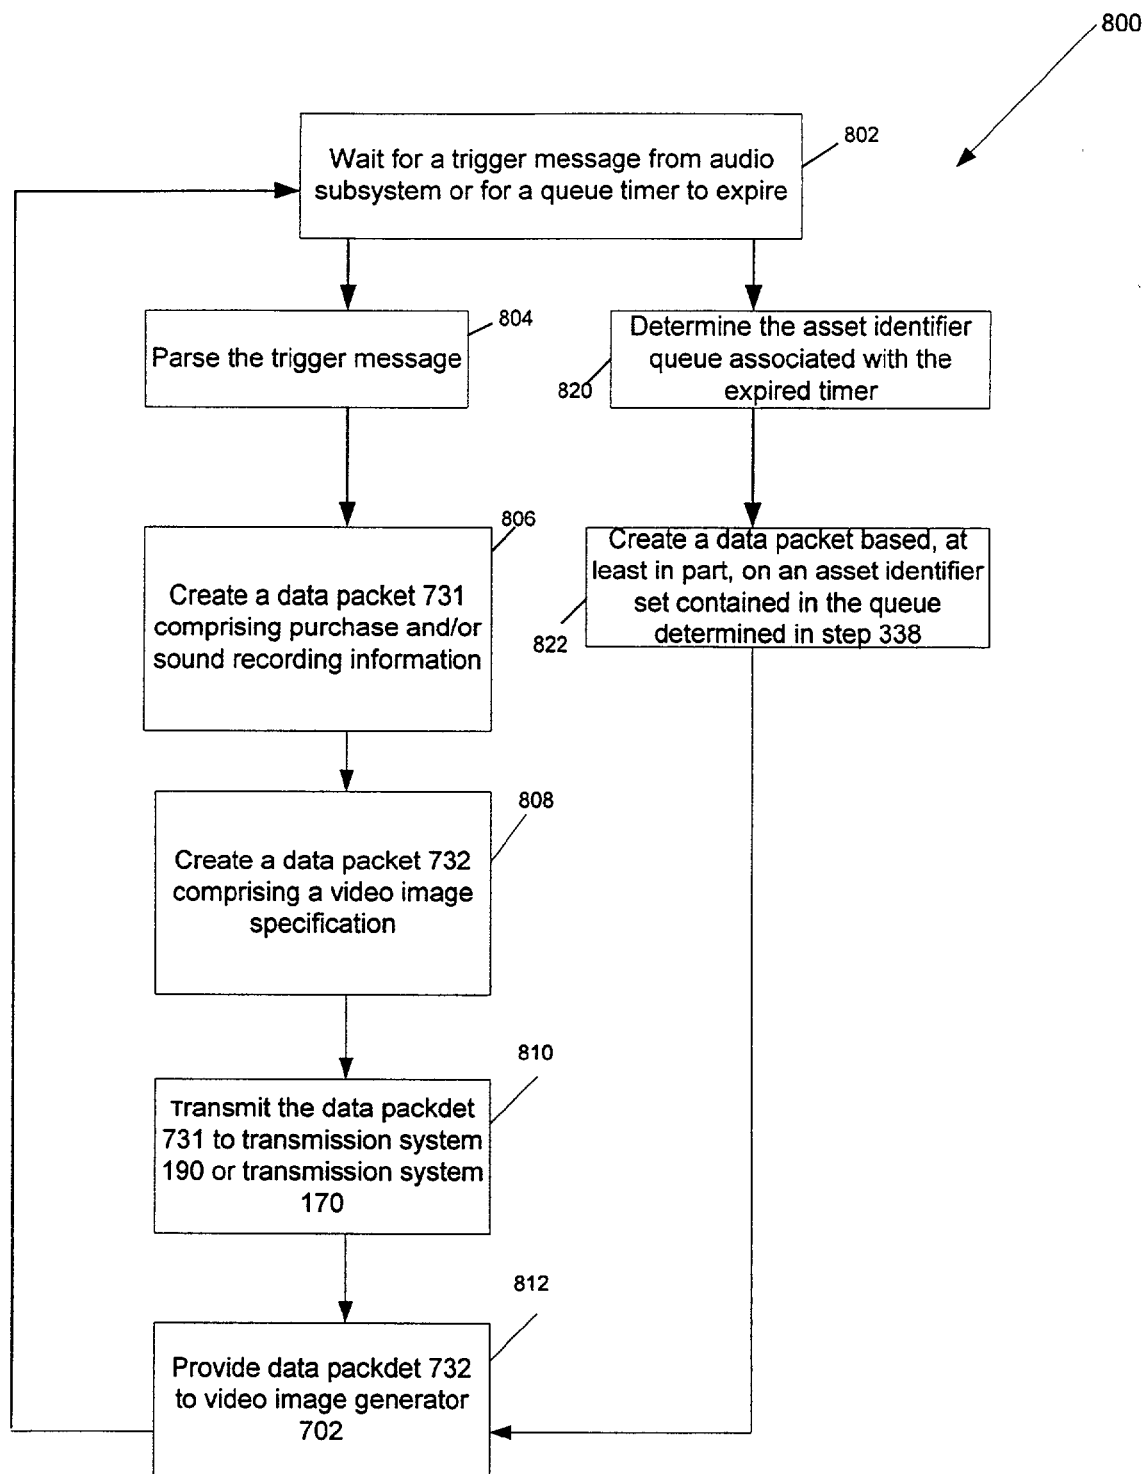 800
802
Wait for a trigger message from audio
subsystem or for a queue timer to expire
804
Parse the trigger message
Determine the asset identifier
queue associated with the
expired timer
820
806
Create a data packet 731
comprising purchase and/or
sound recording information
Create a data packet based, at
least in part, on an asset identifier
set contained in the queue
determined in step 338
822
808
Create a data packet 732
comprising a video image
specification
810
Transmit the data packdet
731 to transmission system
190 or transmission system
170
812
Provide data packdet 732
to video image generator
702